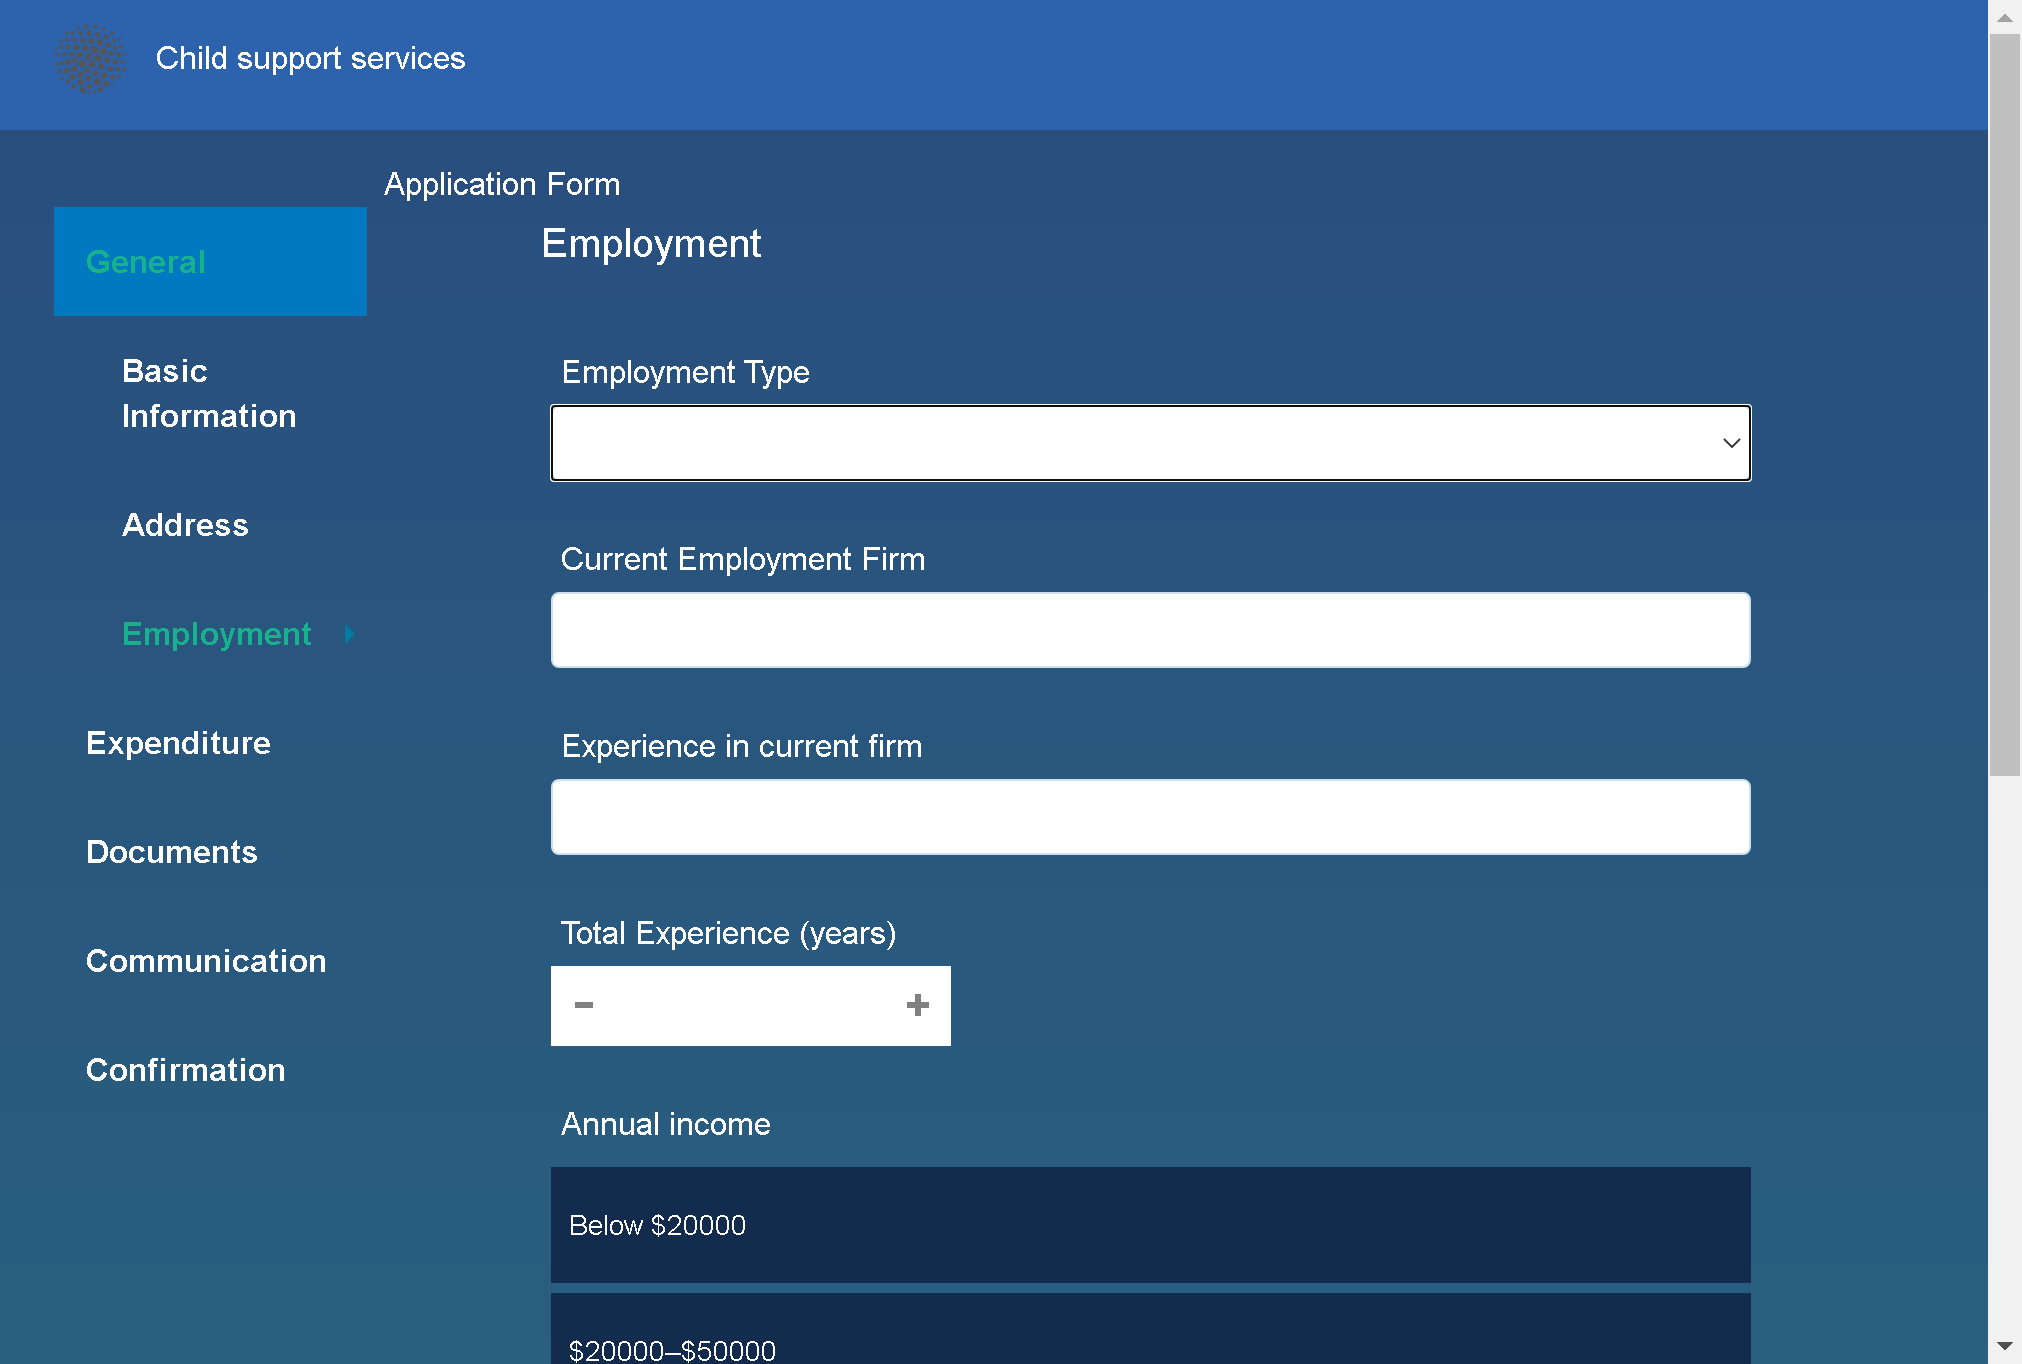 Child support services
Application Form
General
Basic
Information
Address
Employment
Expenditure
Documents
Communication
Confirmation
Employment
Employment Type
Current Employment Firm
Experience in current firm
Total Experience (years)
Annual income
Below $20000
$20000–$50000